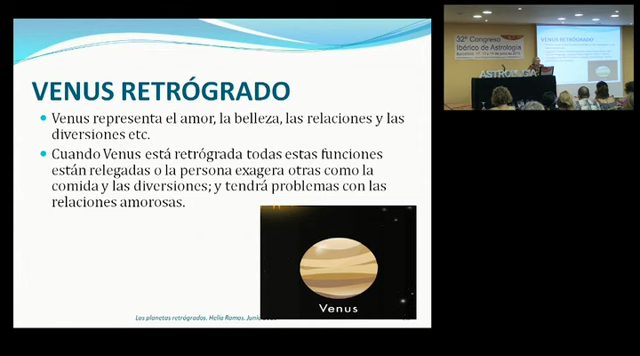 VENUS RETRÓGRADO
Venus representa el amor, la belleza, las relaciones y las
diversiones etc.
Cuando Venus está retrógrada todas estas funciones
están relegadas o la persona exagera otras como la
comida y las diversiones; y tendrá problemas con las
relaciones amorosas.
Venus
Los planetas retrógrados. Helia Ramos. Junio
32º Congreso
Ibérico de Astrología
ASTROLOGIA
VENUS RETRÓGRADO